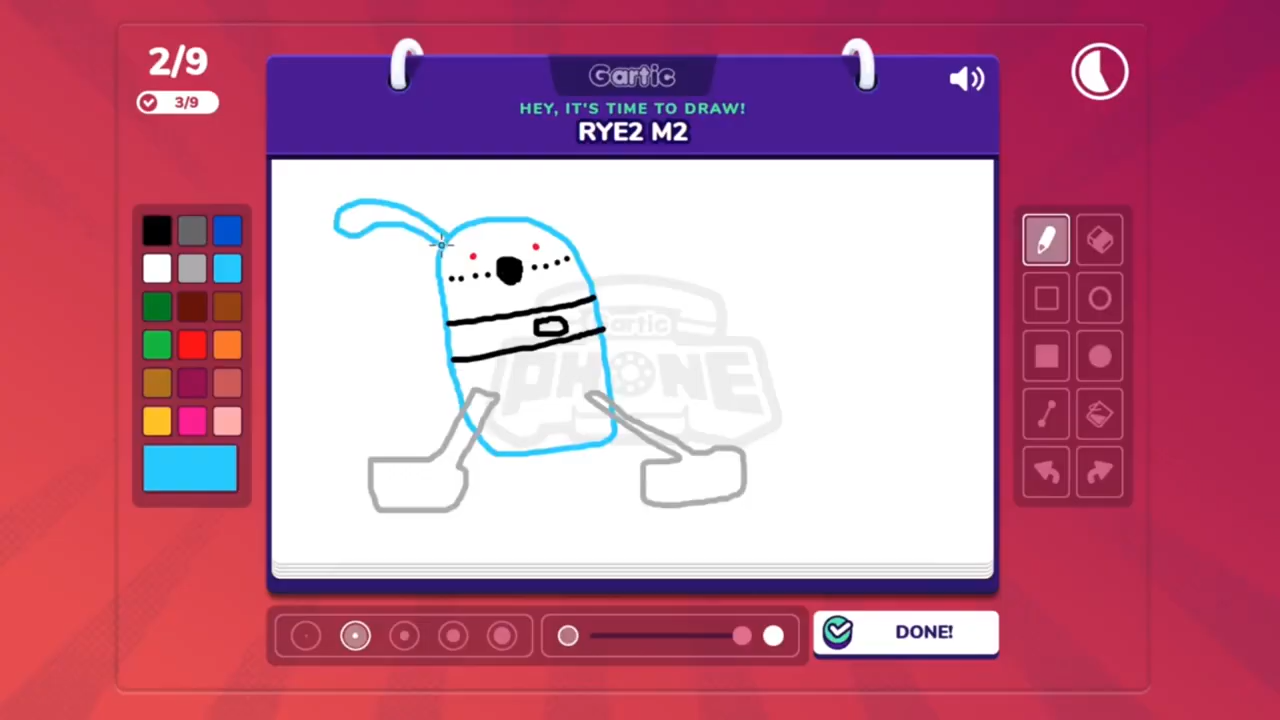 2/9
3/9
Gartic
HEY, IT'S TIME TO DRAW!
RYE2 M2
Gartic
PHONE
DONE!